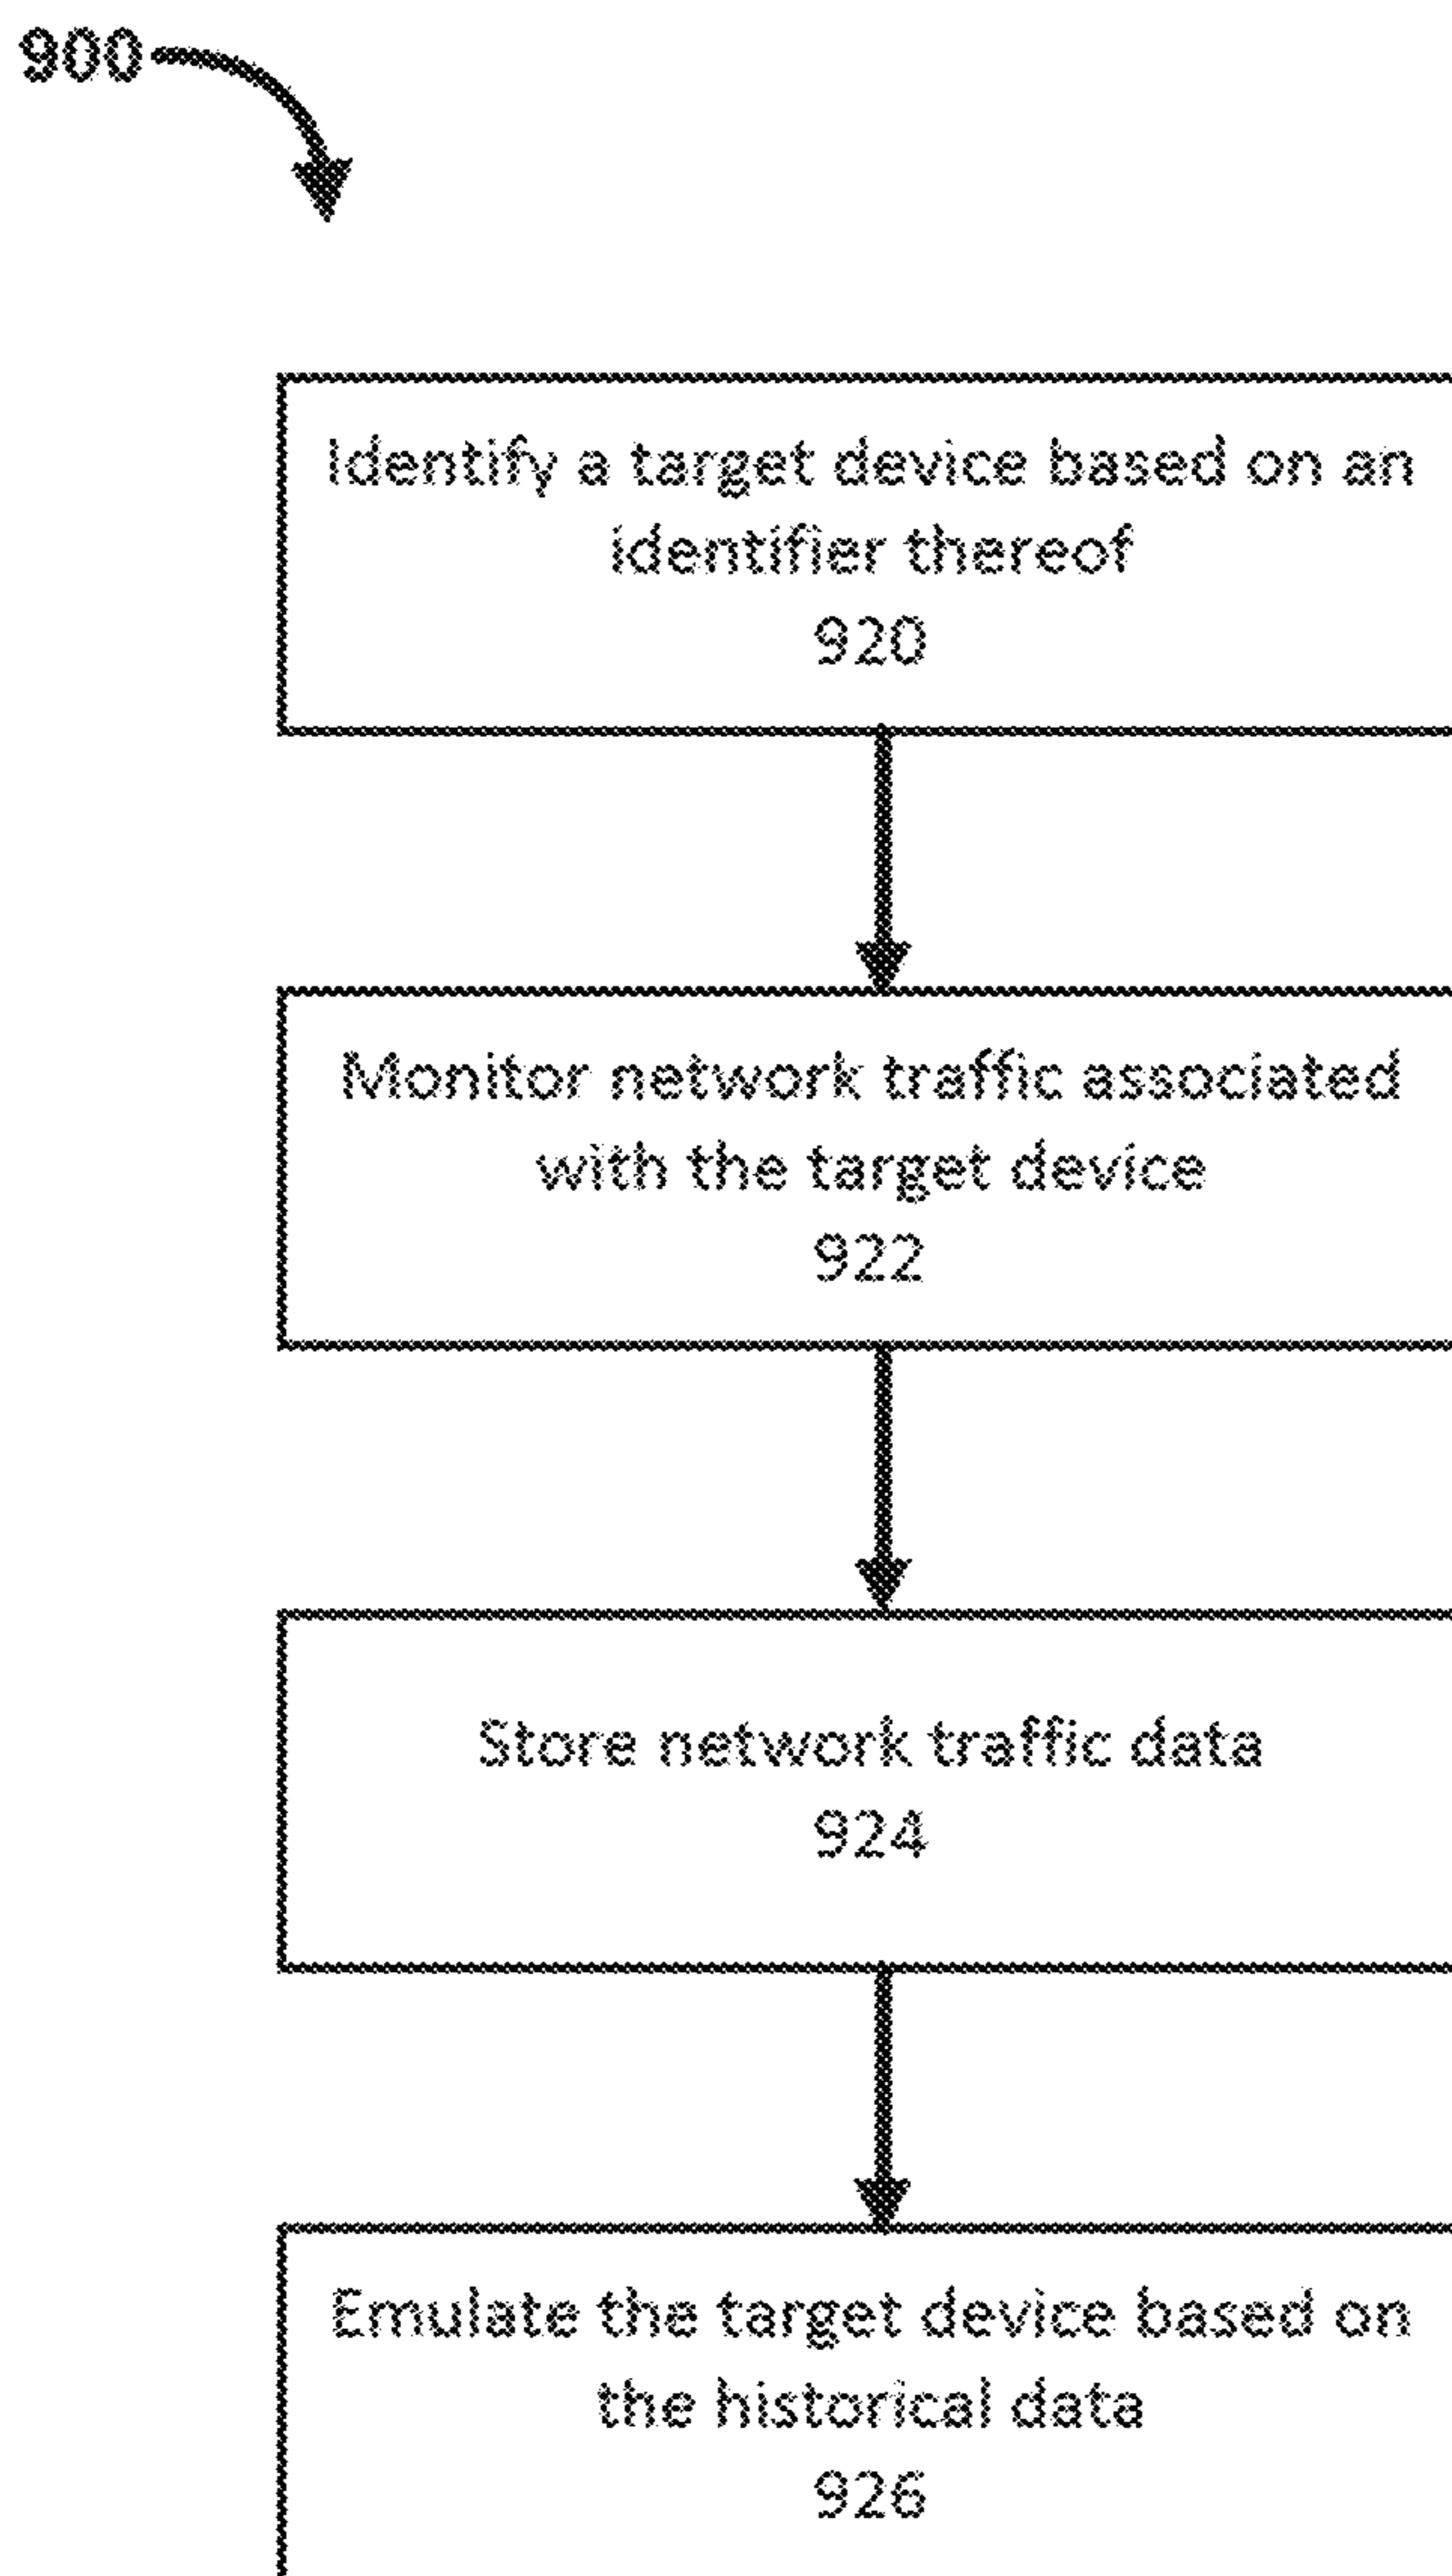 900
Identify a target device based on an
identifier thereof
920
Monitor network traffic associated
with the target device
922
Store network traffic data
924
Emulate the target device based on
the historical data
926